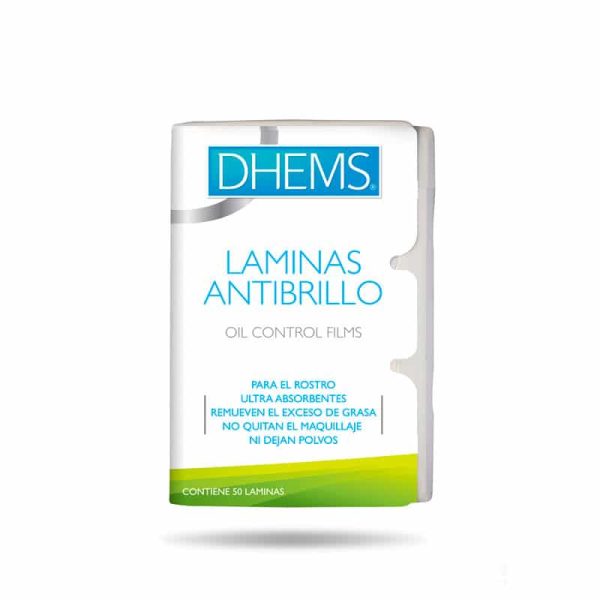 DHEMS®
LAMINAS
ANTIBRILLO
OIL CONTROL FILMS
PARA EL ROSTRO
ULTRA ABSORBENTES
REMUEVEN EL EXCESO DE GRASA
NO QUITAN EL MAQUILLAJE
NI DEJAN POLVOS
CONTIENE 50 LAMINAS